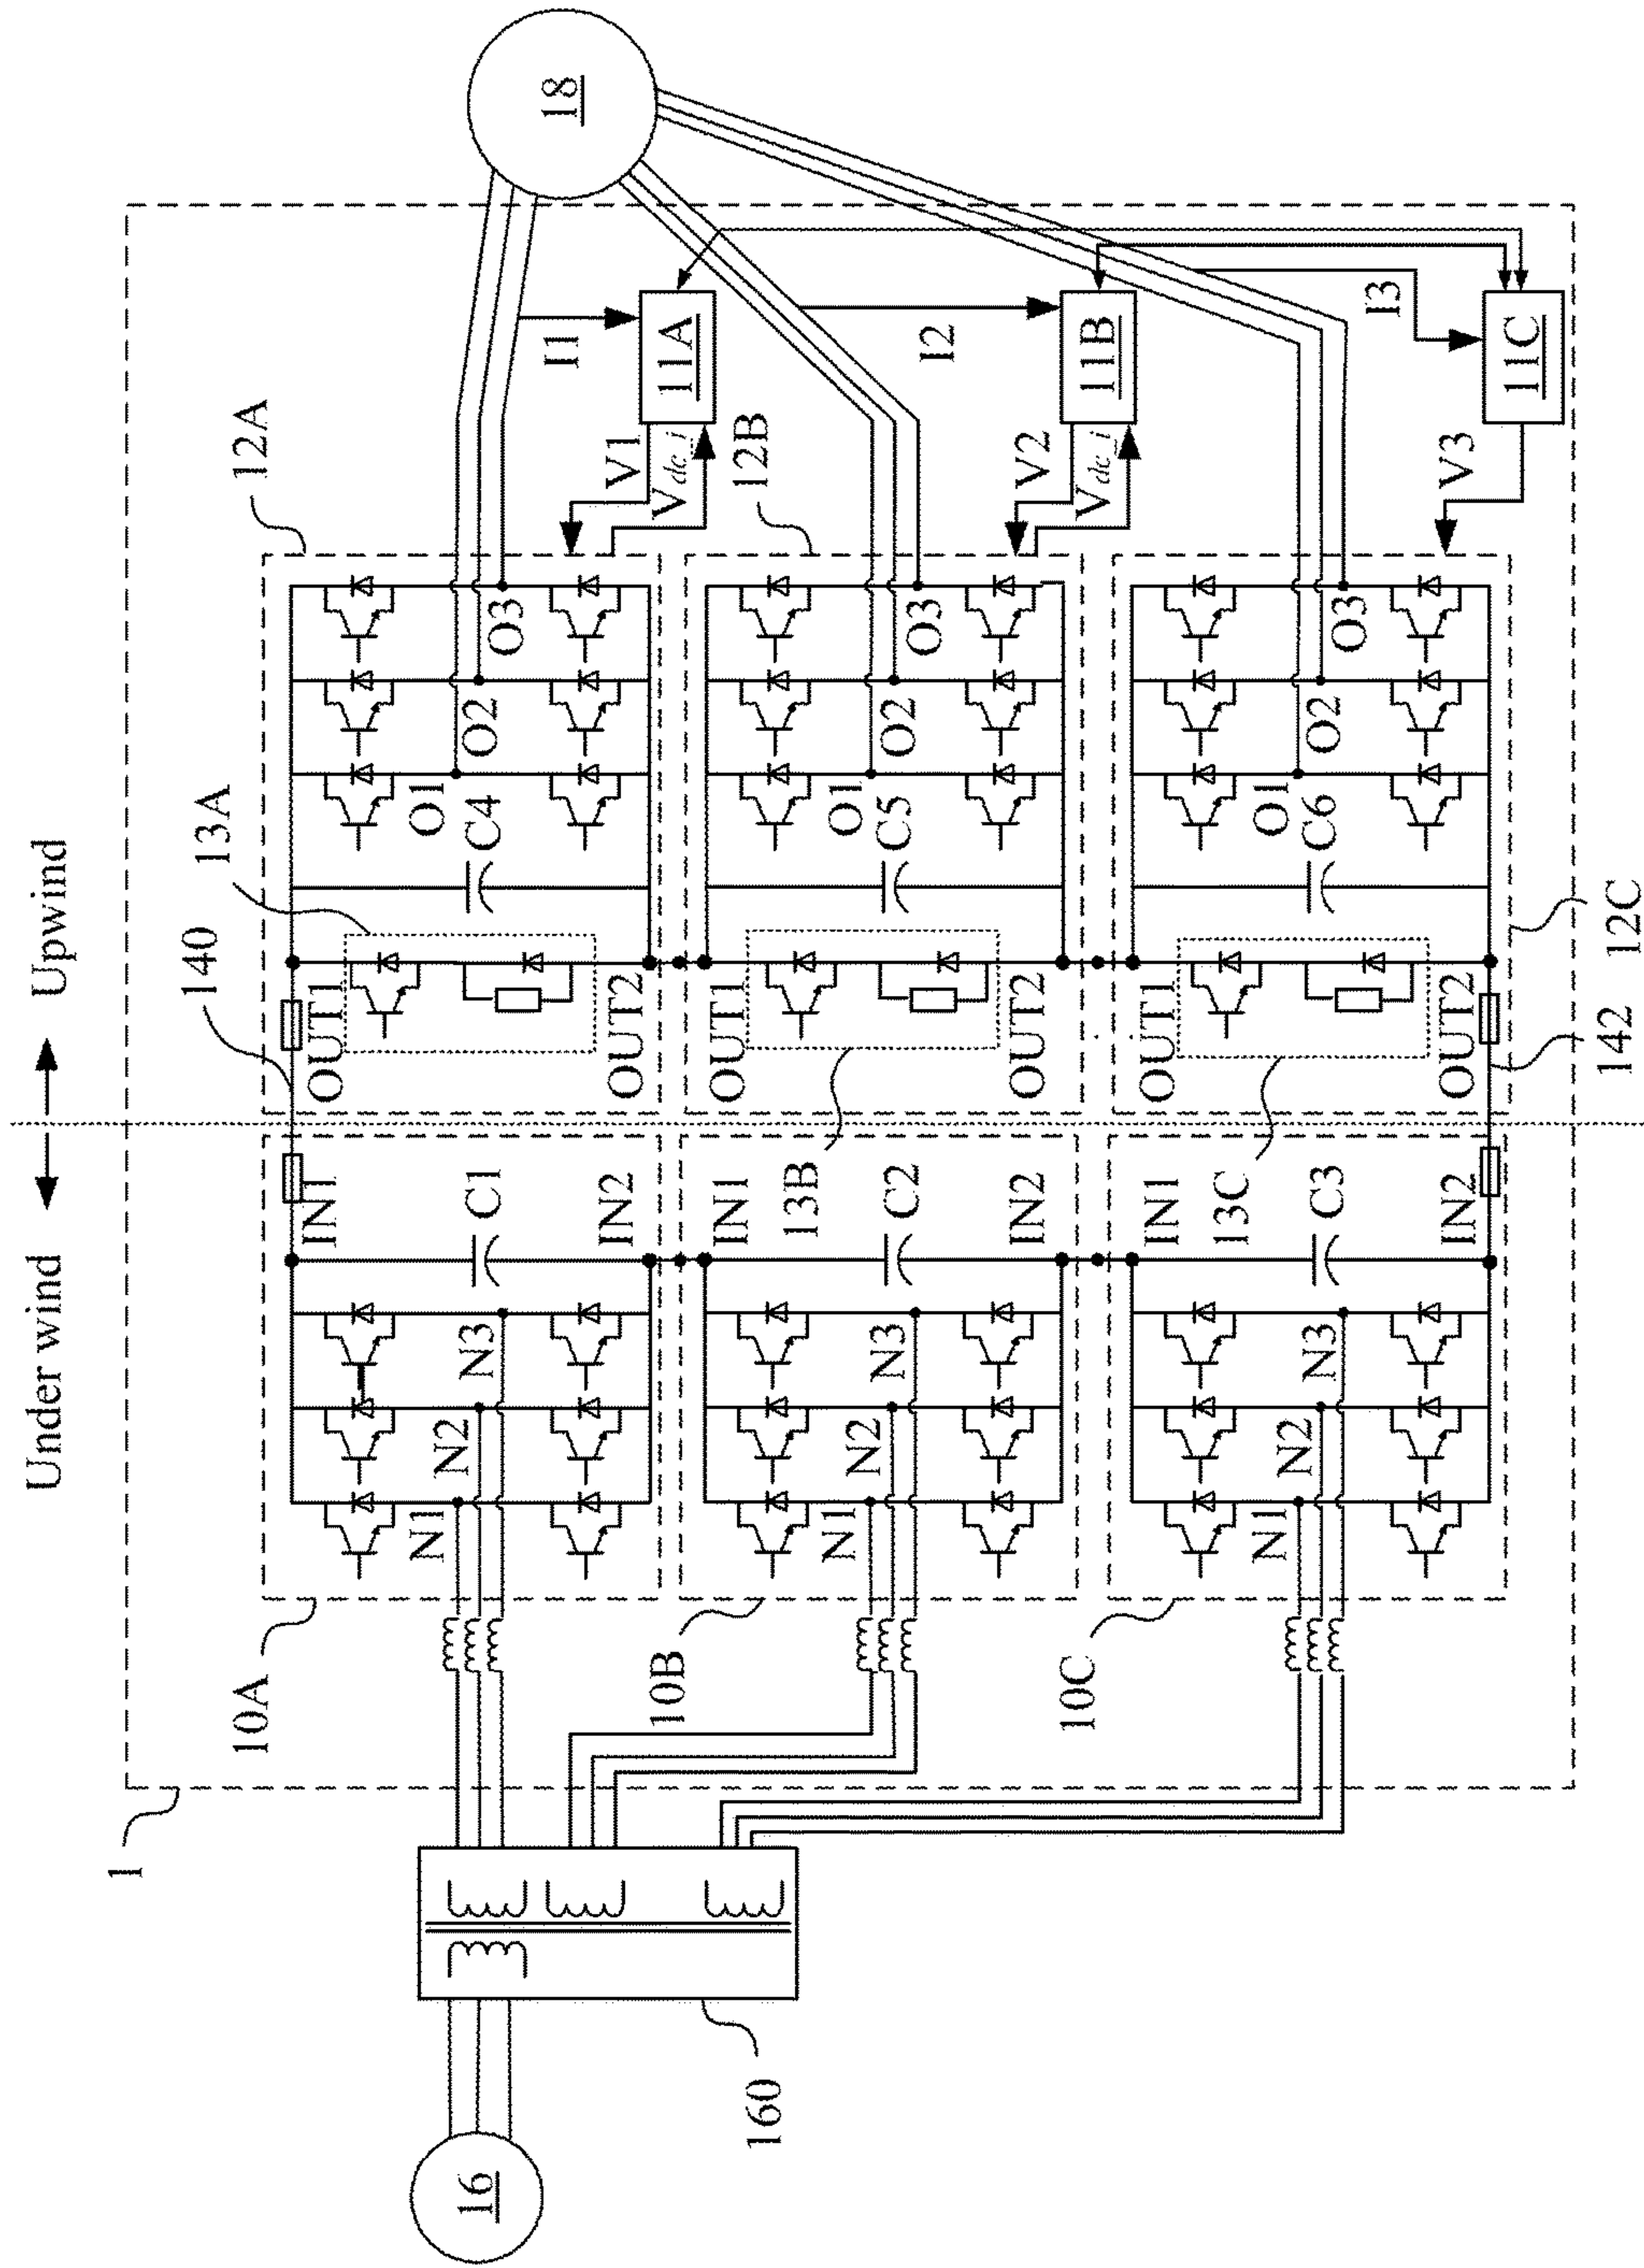 Under wind
Upwind
1
10A
140
13A
12A
IN1
OUT1
N1
N2
N3
C1
O1
C4
O2
O3
16
I1
18
IN2
OUT2
V1
Vdc_i
11A
10B
IN1
OUT1
12B
160
13B
N1
N2
N3
C2
O1
C5
O2
O3
I2
IN2
OUT2
V2
Vdc_i
11B
10C
IN1
OUT1
13C
N1
N2
N3
C3
O1
C6
O2
O3
I3
IN2
OUT2
V3
11C
142
12C